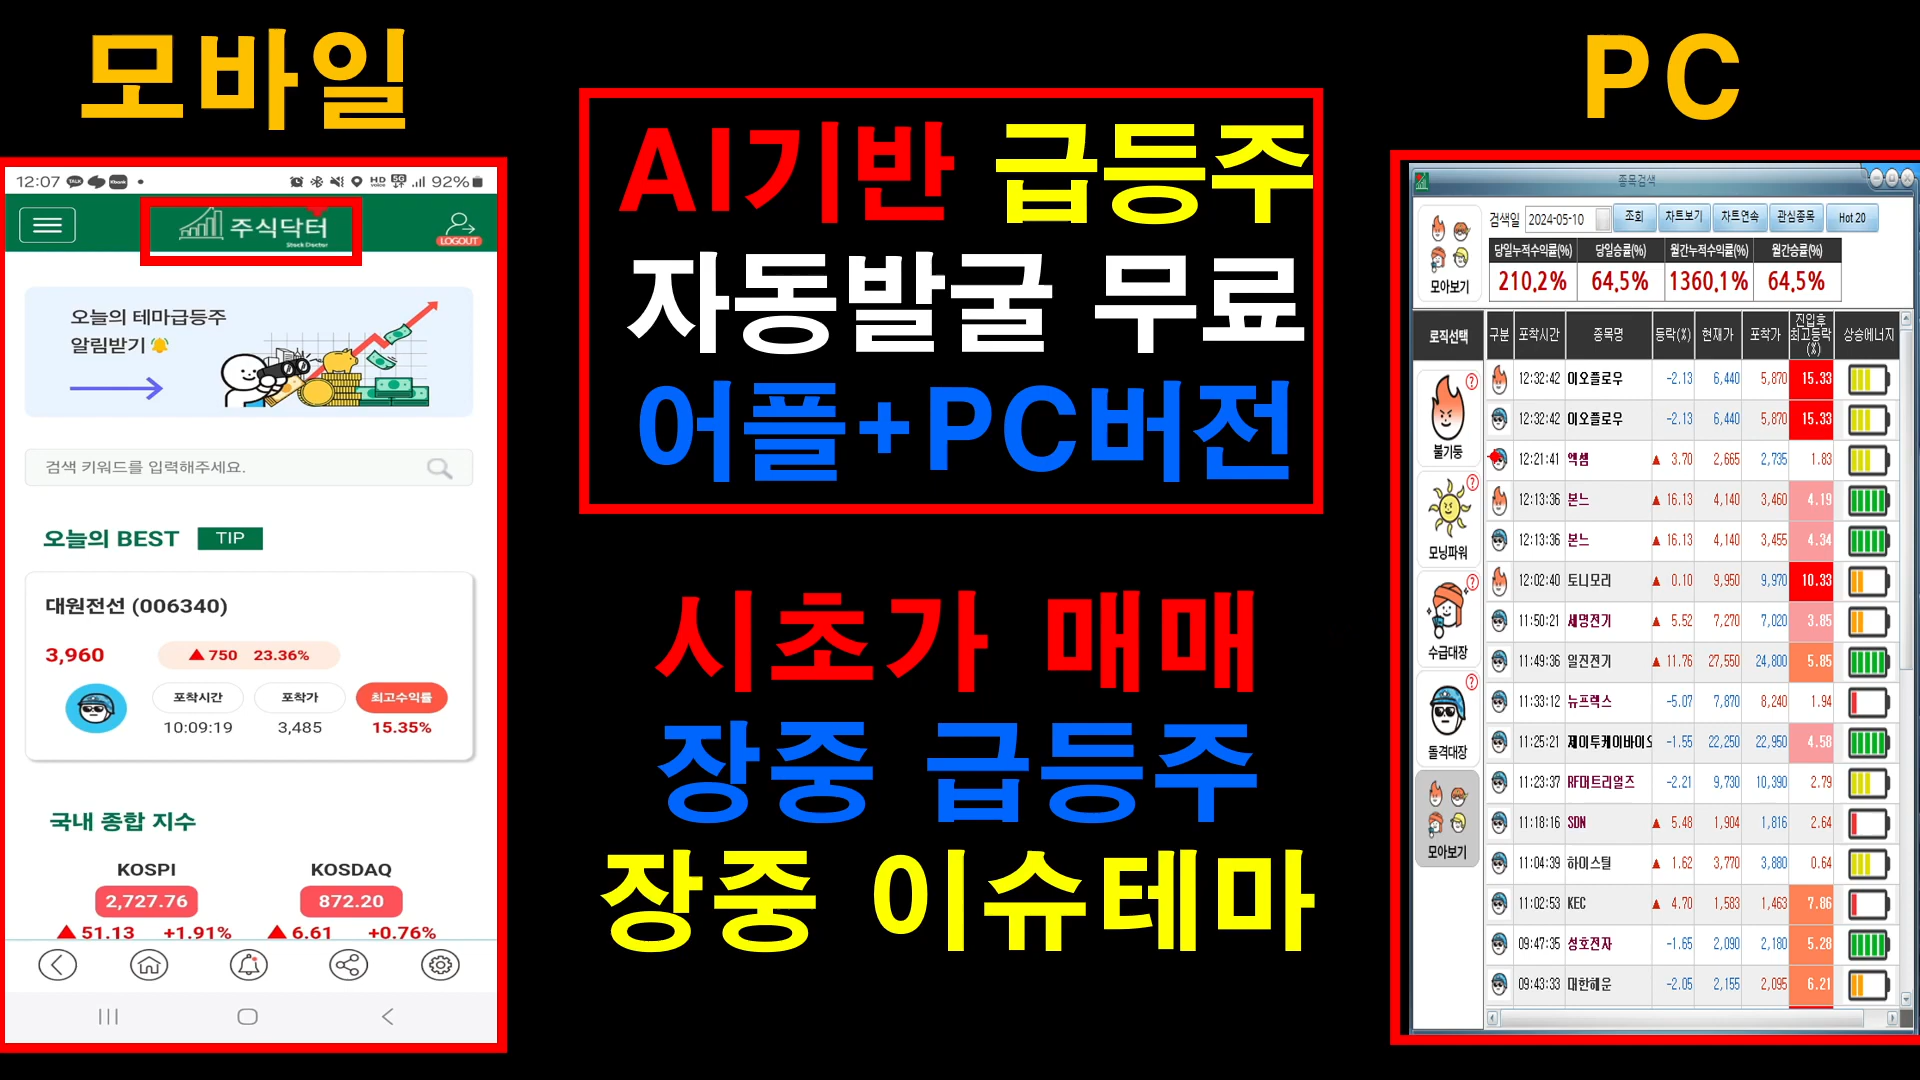 모바일
PC
AI기반 급등주
자동발굴 무료
어플+PC버전
시초가 매매
장중 급등주
장중 이슈테마
12:07
TALK
Kbank
HD
voice
5G
92%
주식닥터
Stock Doctor
LOGOUT
오늘의 테마급등주
알림받기
검색 키워드를 입력해주세요.
오늘의 BEST TIP
대원전선 (006340)
3,960 ▲ 750 23.36%
포착시간 포착가 최고수익률
10:09:19 3,485 15.35%
국내 종합 지수
KOSPI KOSDAQ
2,727.76 872.20
▲ 51.13 +1.91% ▲ 6.61 +0.76%
종목검색
모아보기
검색일 2024-05-10 조회 차트보기 차트연속 관심종목 Hot 20
당일누적수익률(%) 당일승률(%) 월간누적수익률(%) 월간승률(%)
210,2% 64,5% 1360,1% 64,5%
로직선택
불기둥
모닝파워
수급대장
돌격대장
모아보기
구분 포착시간 종목명 등락(%) 현재가 포착가 진입후 최고등락 (%) 상승에너지
12:32:42 이오플로우 -2.13 6,440 5,870 15.33
12:32:42 이오플로우 -2.13 6,440 5,870 15.33
12:21:41 엑셈 ▲ 3.70 2,665 2,735 1.83
12:13:36 본느 ▲ 16.13 4,140 3,460 4.19
12:13:36 본느 ▲ 16.13 4,140 3,455 4.34
12:02:40 토니모리 ▲ 0.10 9,950 9,970 10.33
11:50:21 세명전기 ▲ 5.52 7,270 7,020 3.85
11:49:36 일진전기 ▲ 11.76 27,550 24,800 5.85
11:33:12 뉴프렉스 -5.07 7,870 8,240 1.94
11:25:21 제이투케이바이오 -1.55 22,250 22,950 4.58
11:23:37 RF머트리얼즈 -2.21 9,730 10,390 2.79
11:18:16 SDN ▲ 5.48 1,904 1,816 2.64
11:04:39 하이스틸 ▲ 1.62 3,770 3,880 0.64
11:02:53 KEC ▲ 4.70 1,583 1,463 7.86
09:47:35 성호전자 -1.65 2,090 2,180 5.28
09:43:33 대한해운 -2.05 2,155 2,095 6.21